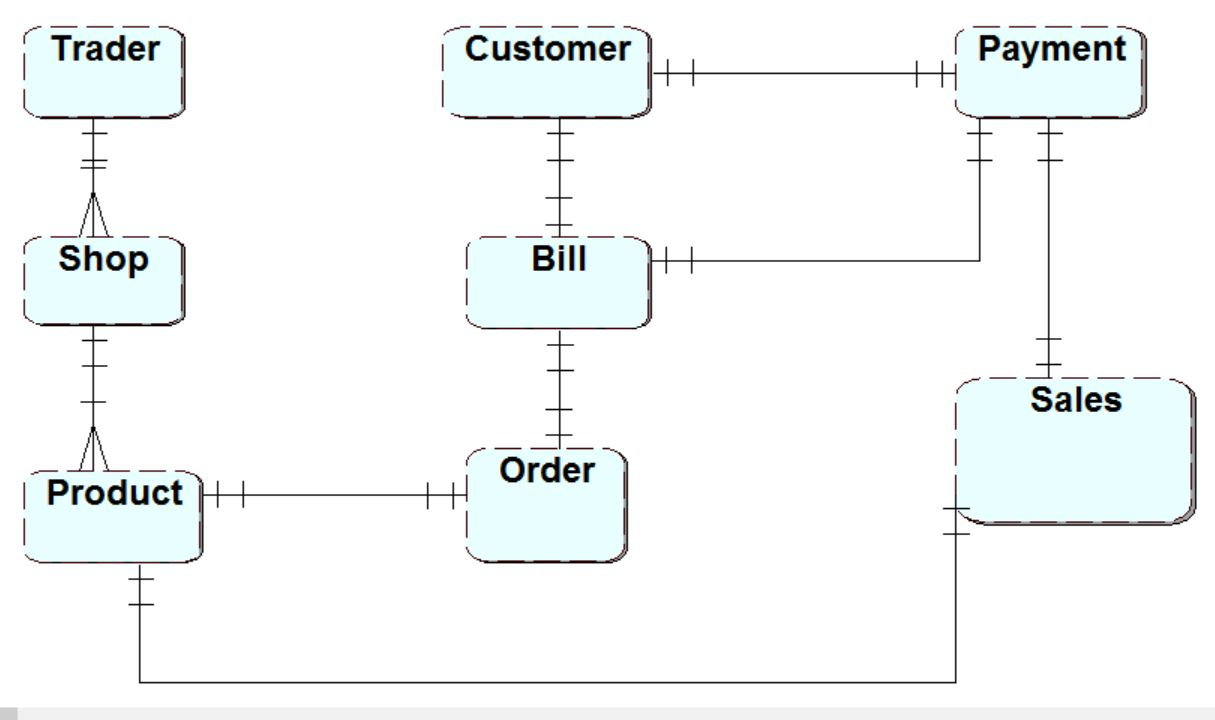 Trader
Customer
Payment
Shop
Bill
Sales
Product
Order